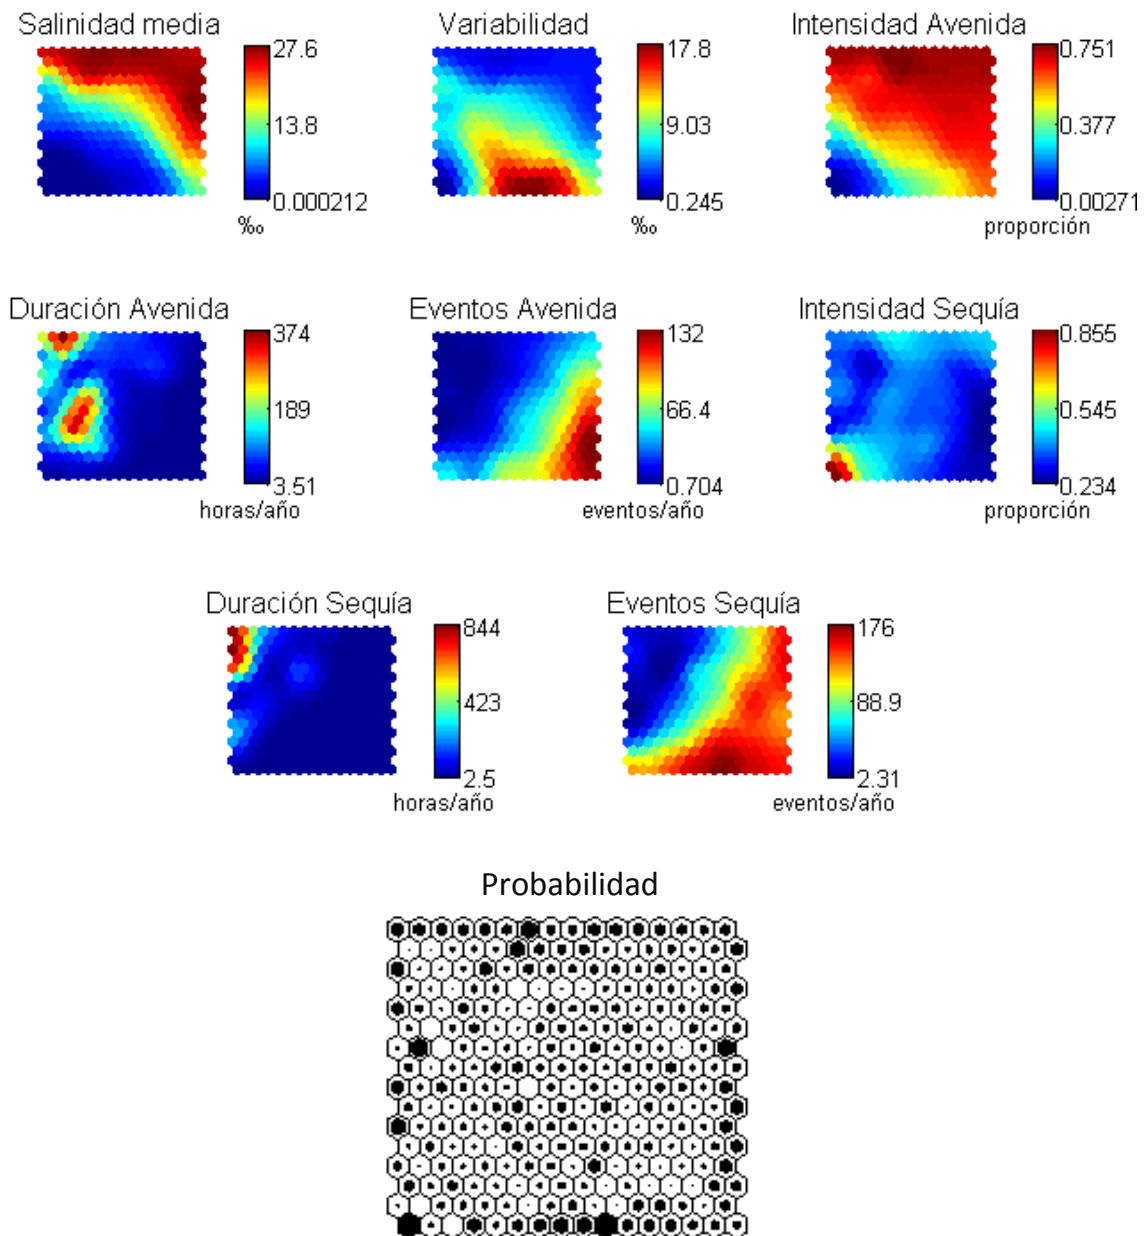 Salinidad media
27.6
13.8
0.000212
‰
Variabilidad
17.8
9.03
0.245
‰
Intensidad Avenida
0.751
0.377
0.00271
proporción
Duración Avenida
374
189
3.51
horas/año
Eventos Avenida
132
66.4
0.704
eventos/año
Intensidad Sequía
0.855
0.545
0.234
proporción
Duración Sequía
844
423
2.5
horas/año
Eventos Sequía
176
88.9
2.31
eventos/año
Probabilidad